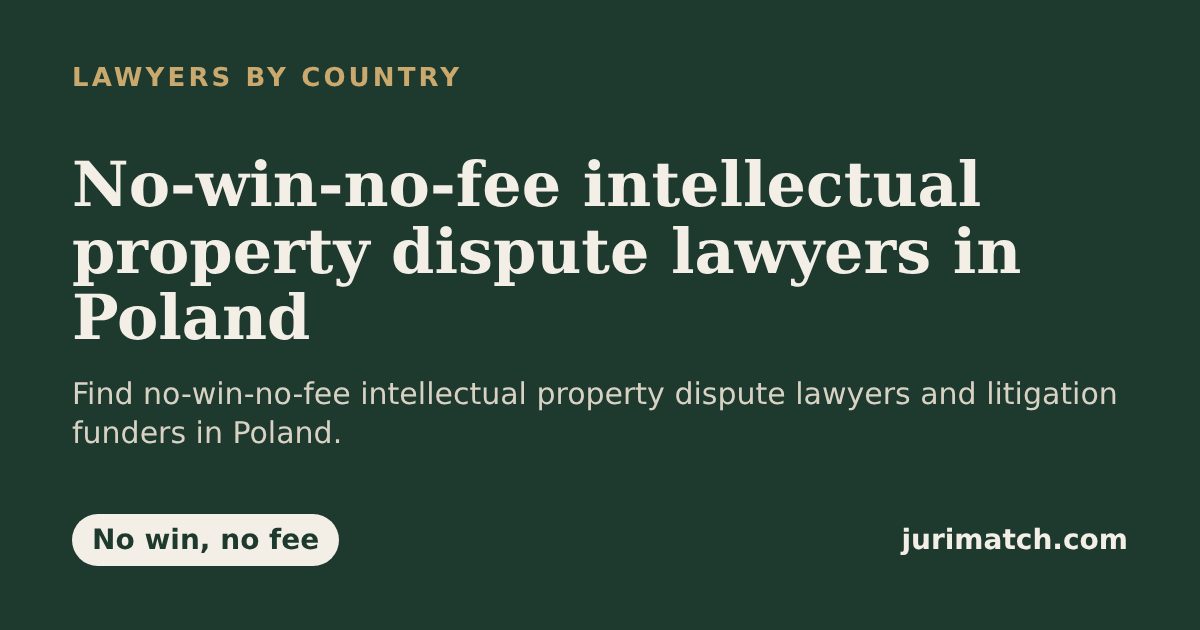 LAWYERS BY COUNTRY
No-win-no-fee intellectual
property dispute lawyers in
Poland
Find no-win-no-fee intellectual property dispute lawyers and litigation
funders in Poland.
No win, no fee
jurimatch.com